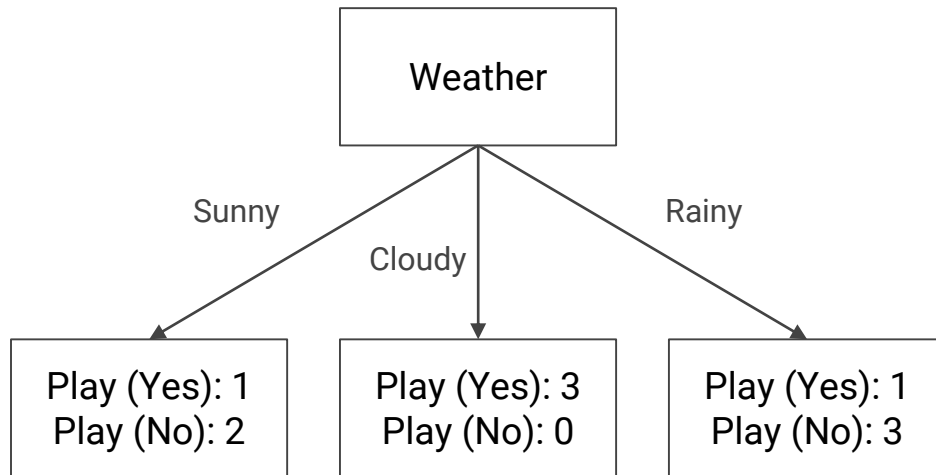 Weather
Sunny
Cloudy
Rainy
Play (Yes): 1
Play (No): 2
Play (Yes): 3
Play (No): 0
Play (Yes): 1
Play (No): 3